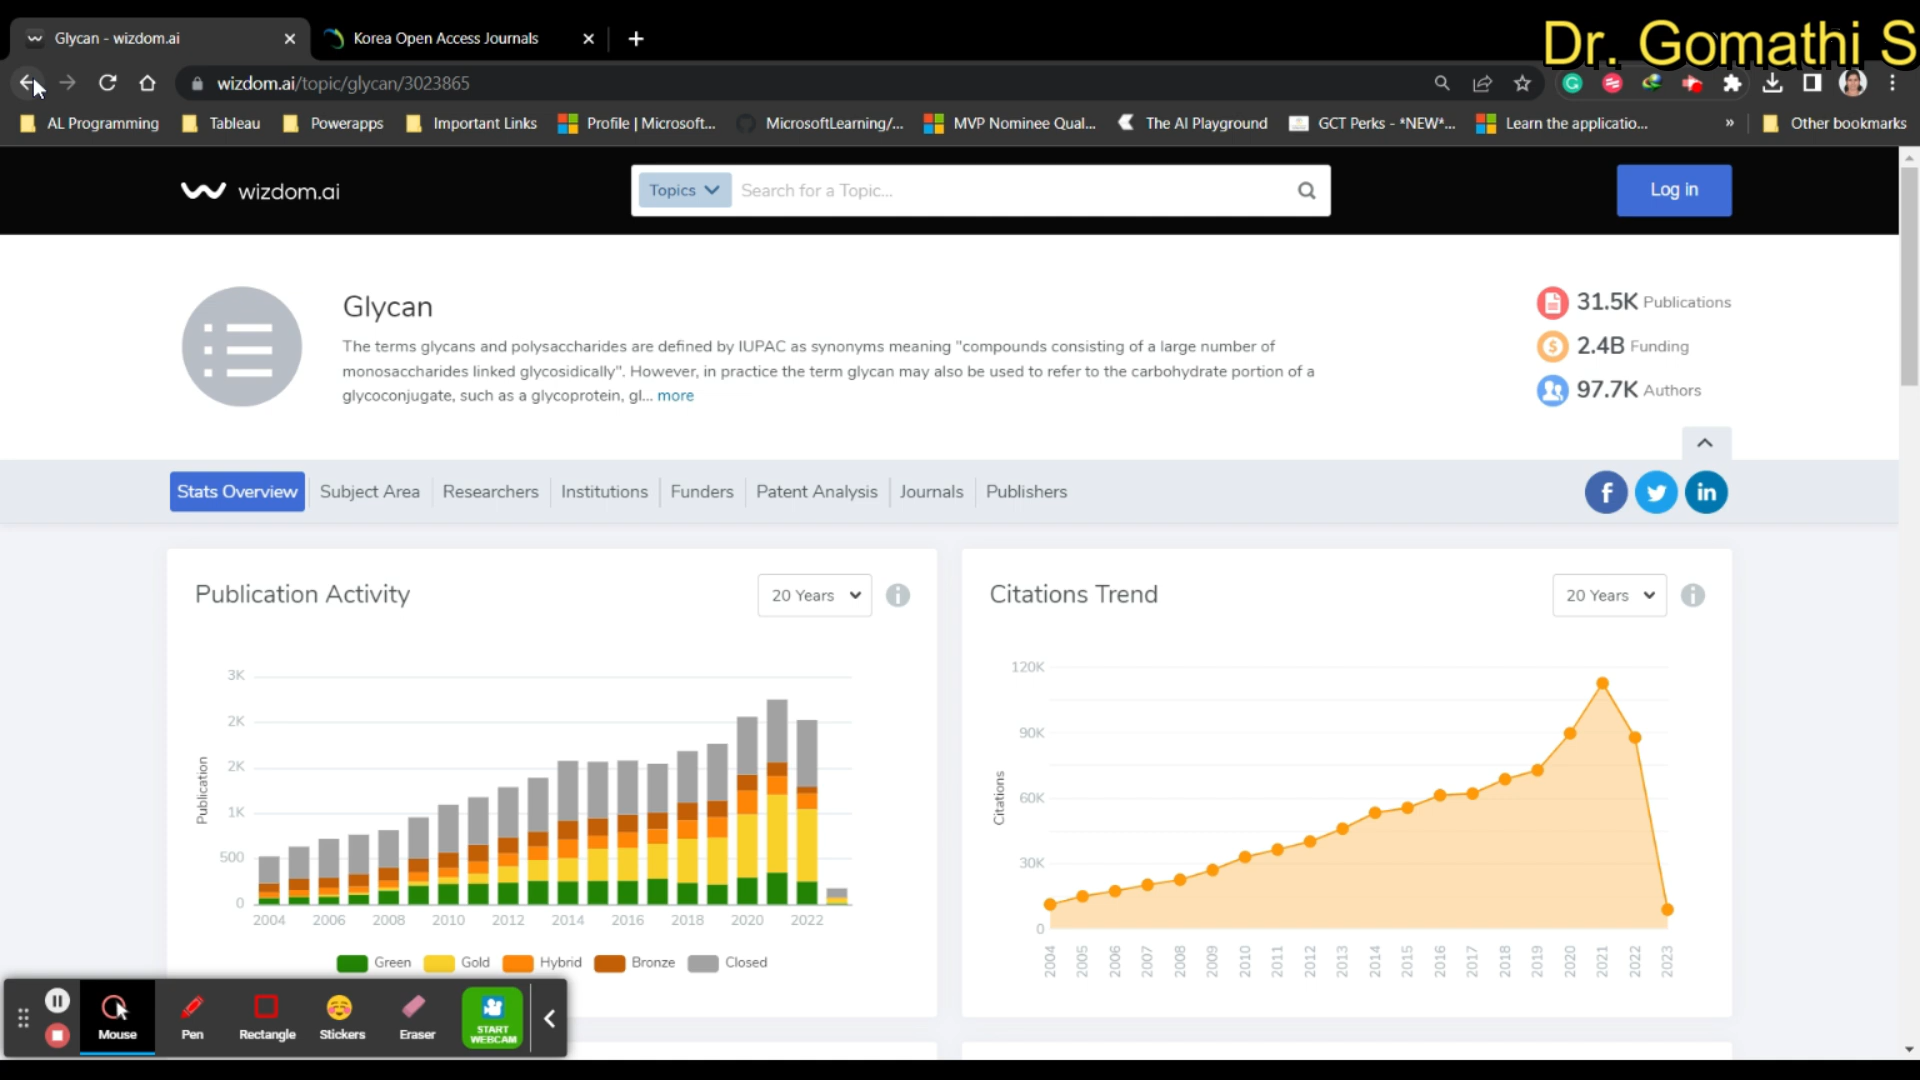 Dr. Gomathi S
Glycan - wizdom.ai
Korea Open Access Journals
wizdom.ai/topic/glycan/3023865
AL Programming
Tableau
Powerapps
Important Links
Profile | Microsoft...
MicrosoftLearning/...
MVP Nominee Qual...
The AI Playground
GCT Perks - *NEW*...
Learn the applicatio...
»
Other bookmarks
wizdom.ai
Topics
Search for a Topic...
Log in
Glycan
The terms glycans and polysaccharides are defined by IUPAC as synonyms meaning "compounds consisting of a large number of
monosaccharides linked glycosidically". However, in practice the term glycan may also be used to refer to the carbohydrate portion of a
glycoconjugate, such as a glycoprotein, gl... more
31.5K Publications
2.4B Funding
97.7K Authors
Stats Overview
Subject Area
Researchers
Institutions
Funders
Patent Analysis
Journals
Publishers
Publication Activity
20 Years
3K
2K
2K
1K
500
0
Publication
2004 2006 2008 2010 2012 2014 2016 2018 2020 2022
Green
Gold
Hybrid
Bronze
Closed
Citations Trend
20 Years
120K
90K
60K
30K
0
Citations
2004 2005 2006 2007 2008 2009 2010 2011 2012 2013 2014 2015 2016 2017 2018 2019 2020 2021 2022 2023
Mouse
Pen
Rectangle
Stickers
Eraser
START
WEBCAM